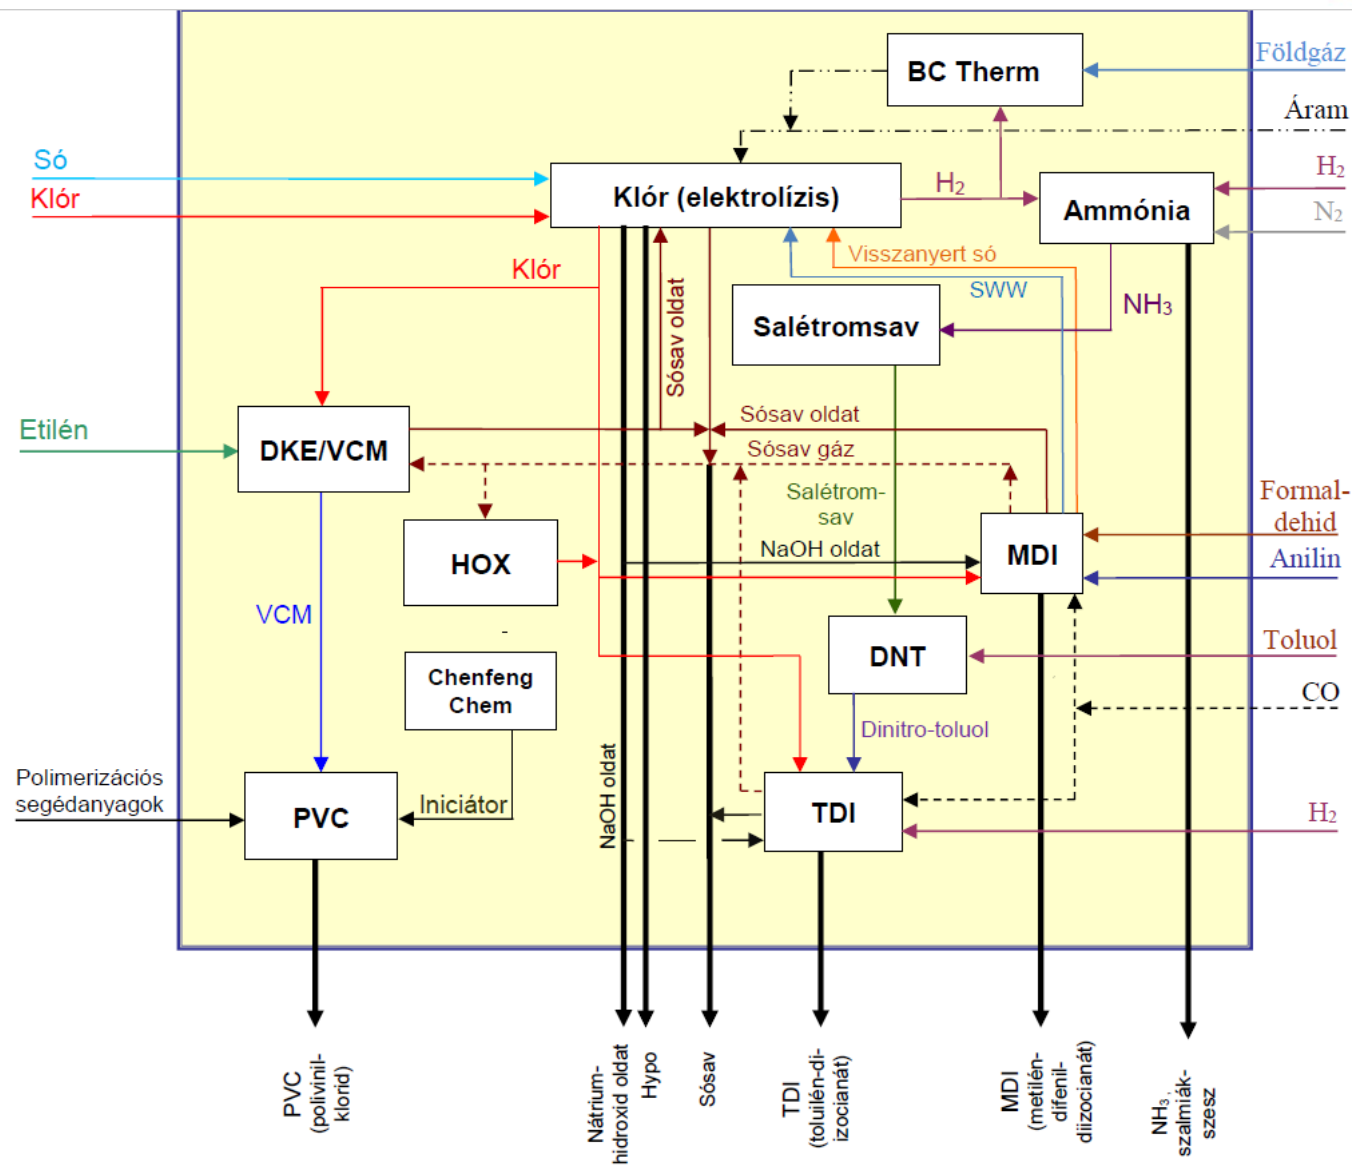 Földgáz
BC Therm
Áram
Só
Klór
Klór (elektrolízis)
H₂
Ammónia
H₂
N₂
Visszanyert só
SWW
Klór
Sósav oldat
Salétromsav
NH₃
Etilén
DKE/VCM
Sósav oldat
Sósav gáz
Salétrom-
sav
Formal-
dehid
HOX
NaOH oldat
MDI
Anilin
VCM
-
Chenfeng
Chem
DNT
Toluol
CO
Dinitro-toluol
Polimerizációs
segédanyagok
PVC
Iniciátor
NaOH oldat
TDI
H₂
PVC
(polivinil-
klorid)
Nátrium-
hidroxid oldat
Hypo
Sósav
TDI
(toluilén-di-
izocianát)
MDI
(metilén-
difenil-
diizocianát)
NH₃ ,
szalmiák-
szesz